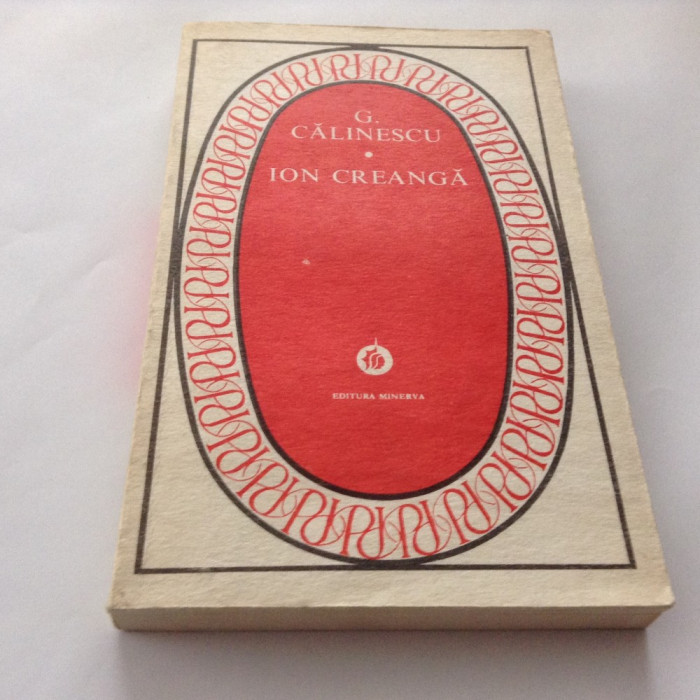 G.
CĂLINESCU
•
ION CREANGĂ
EDITURA MINERVA